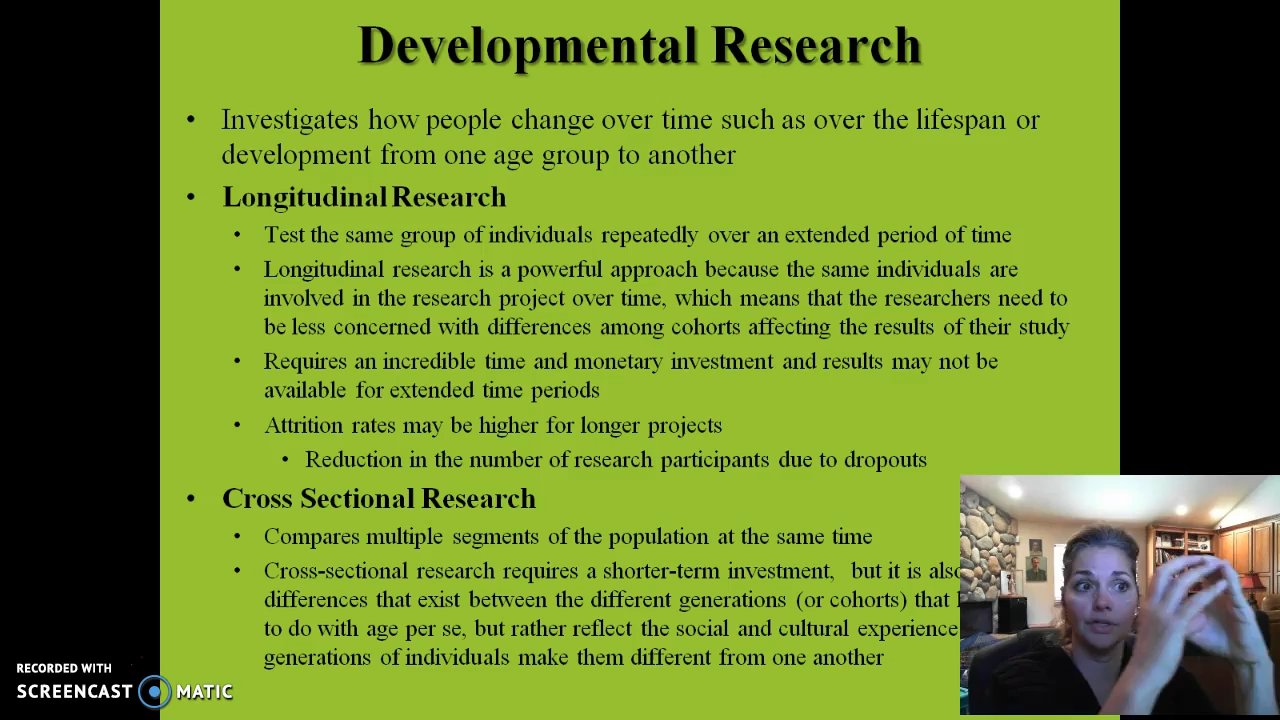 Developmental Research
• Investigates how people change over time such as over the lifespan or
development from one age group to another
• Longitudinal Research
• Test the same group of individuals repeatedly over an extended period of time
• Longitudinal research is a powerful approach because the same individuals are
involved in the research project over time, which means that the researchers need to
be less concerned with differences among cohorts affecting the results of their study
• Requires an incredible time and monetary investment and results may not be
available for extended time periods
• Attrition rates may be higher for longer projects
• Reduction in the number of research participants due to dropouts
• Cross Sectional Research
• Compares multiple segments of the population at the same time
• Cross-sectional research requires a shorter-term investment, but it is also
differences that exist between the different generations (or cohorts) that
to do with age per se, but rather reflect the social and cultural experience
generations of individuals make them different from one another
RECORDED WITH
SCREENCAST MATIC